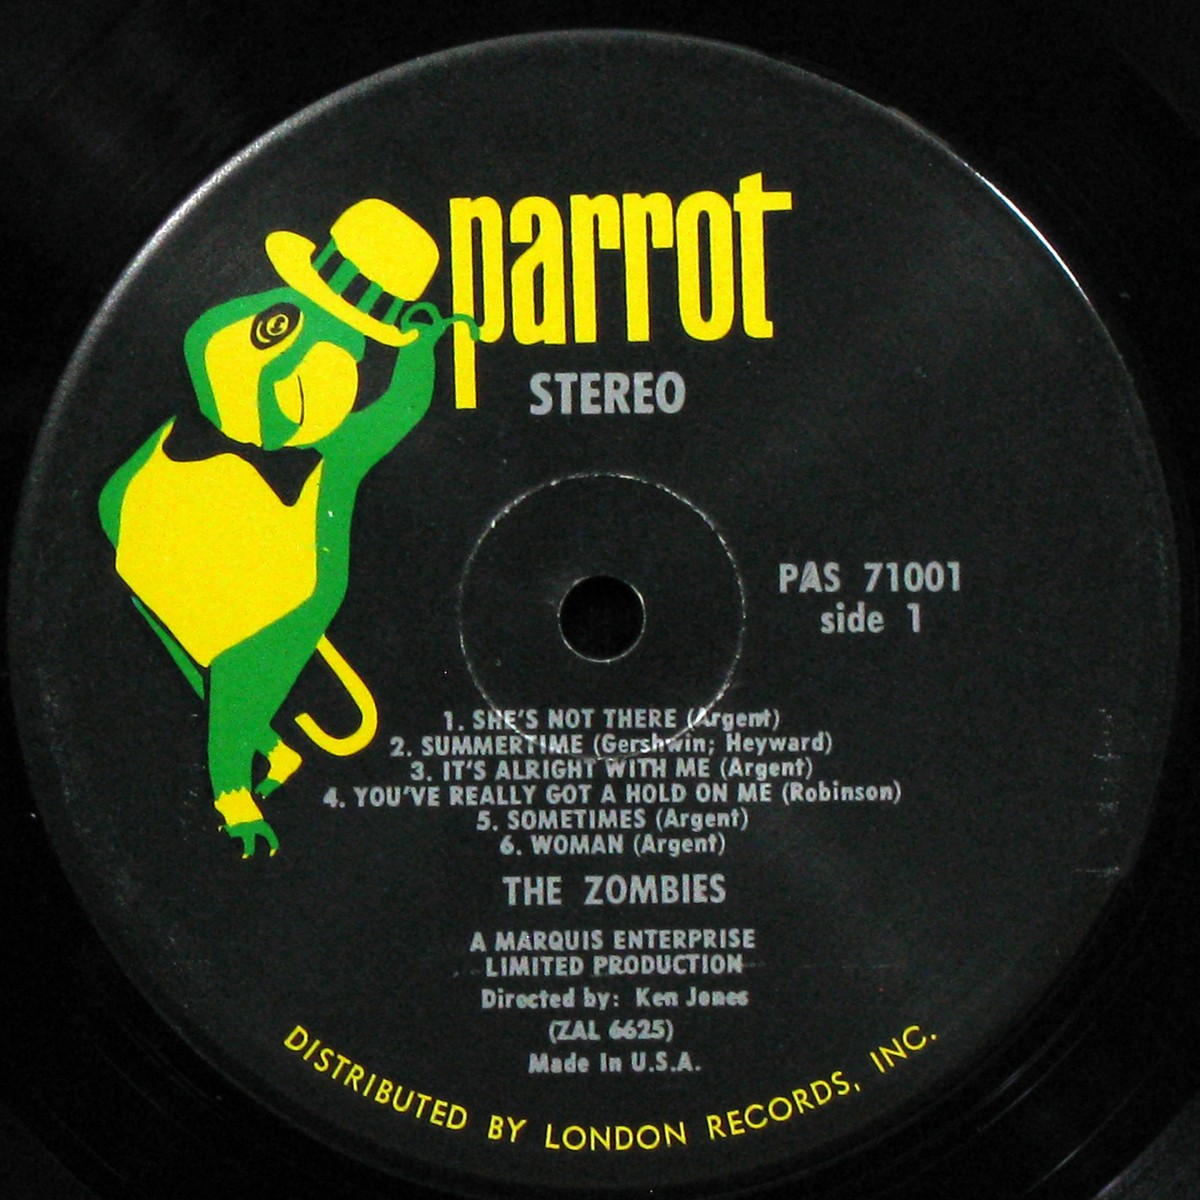 parrot
STEREO
PAS 71001
side 1
1. SHE'S NOT THERE (Argent)
2. SUMMERTIME (Gershwin; Heyward)
3. IT'S ALRIGHT WITH ME (Argent)
4. YOU'VE REALLY GOT A HOLD ON ME (Robinson)
5. SOMETIMES (Argent)
6. WOMAN (Argent)
THE ZOMBIES
A MARQUIS ENTERPRISE
LIMITED PRODUCTION
Directed by: Ken Jones
(ZAL 6625)
Made In U.S.A.
DISTRIBUTED BY LONDON RECORDS, INC.